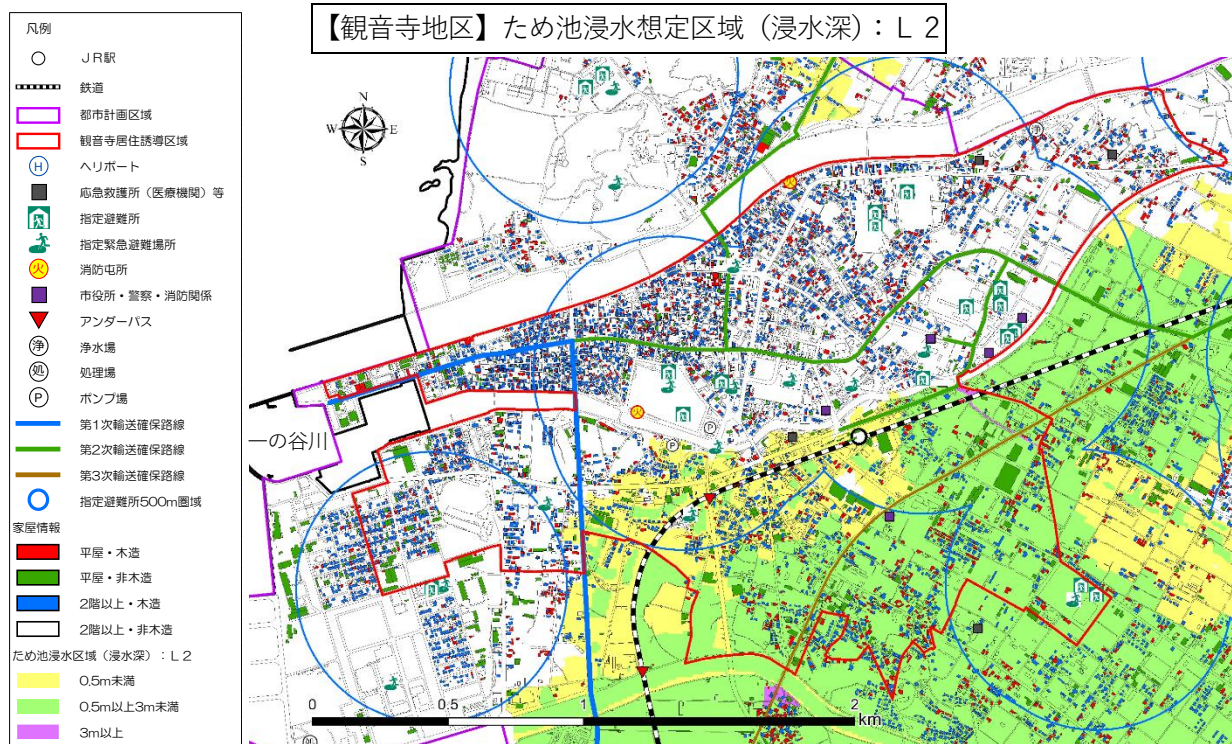 【観音寺地区】ため池浸水想定区域（浸水深）：Ｌ２
凡例
ＪＲ駅
鉄道
都市計画区域
観音寺居住誘導区域
H ヘリポート
応急救護所（医療機関）等
指定避難所
指定緊急避難場所
火 消防屯所
市役所・警察・消防関係
アンダーパス
浄 浄水場
処 処理場
P ポンプ場
第１次輸送確保路線
第２次輸送確保路線
第３次輸送確保路線
指定避難所500m圏域
家屋情報
平屋・木造
平屋・非木造
2階以上・木造
2階以上・非木造
ため池浸水区域（浸水深）：Ｌ２
0.5m未満
0.5m以上3m未満
3m以上
N
W E
S
浄
火
火
P
P
一の谷川
0 0.5 1 2
km
処